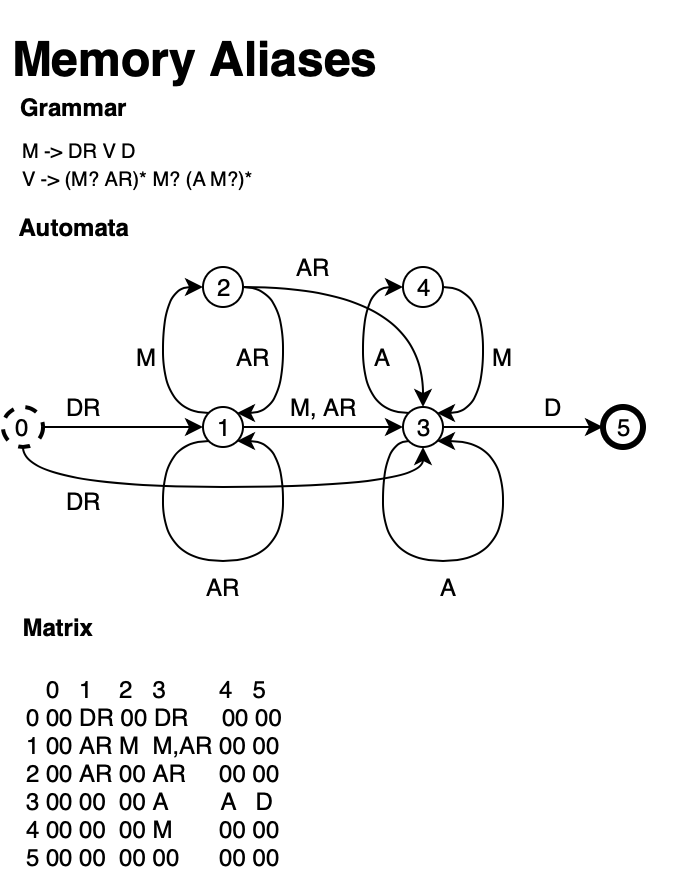 Memory Aliases
Grammar
M -> DR V D
V -> (M? AR)* M? (A M?)*
Automata
AR
2
4
M
AR
A
M
DR
M, AR
D
0
1
3
5
DR
AR
A
Matrix
0 1 2 3 4 5
0 00 DR 00 DR 00 00
1 00 AR M M,AR 00 00
2 00 AR 00 AR 00 00
3 00 00 00 A A D
4 00 00 00 M 00 00
5 00 00 00 00 00 00